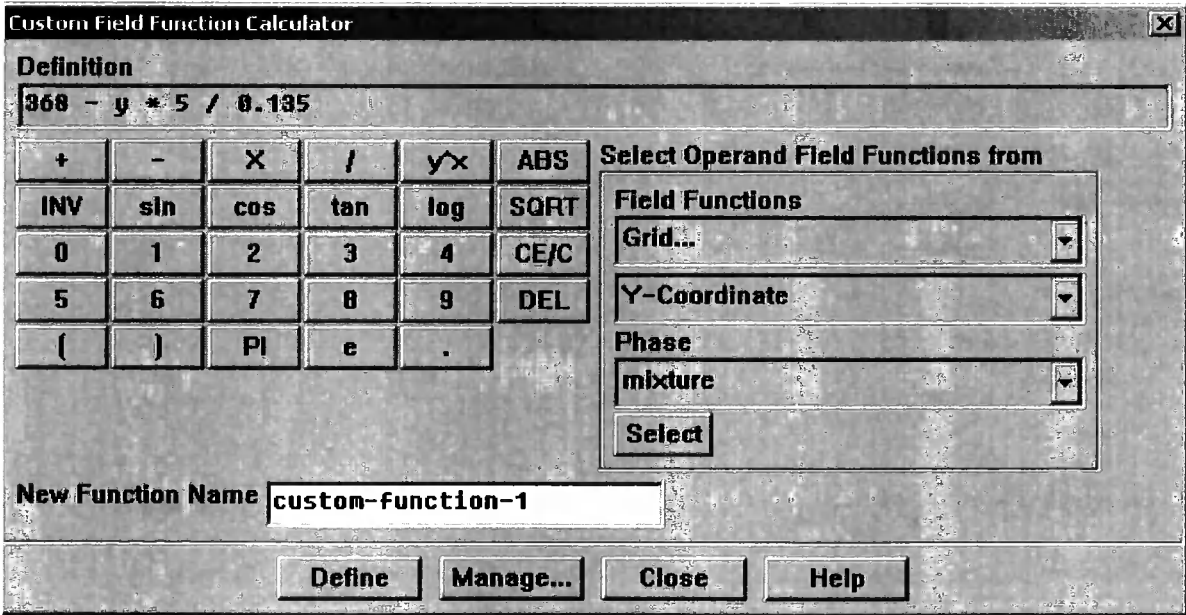 Custom Field Function Calculator
Definition
368 - y * 5 / 0.135
+ - X / y^x ABS
INV sin cos tan log SQRT
0 1 2 3 4 CE/C
5 6 7 8 9 DEL
( ) PI e .
Select Operand Field Functions from
Field Functions
Grid...
Y-Coordinate
Phase
mixture
Select
New Function Name custom-function-1
Define Manage... Close Help